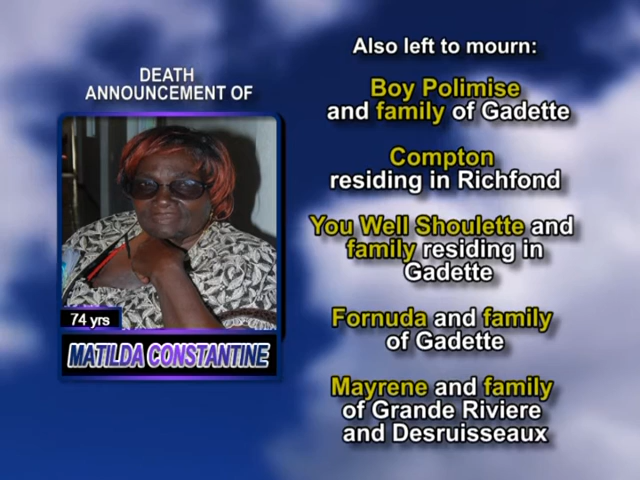 DEATH
ANNOUNCEMENT OF
74 yrs
MATILDA CONSTANTINE
Also left to mourn:
Boy Polimise
and family of Gadette
Compton
residing in Richfond
You Well Shoulette and
family residing in
Gadette
Fornuda and family
of Gadette
Mayrene and family
of Grande Riviere
and Desruisseaux